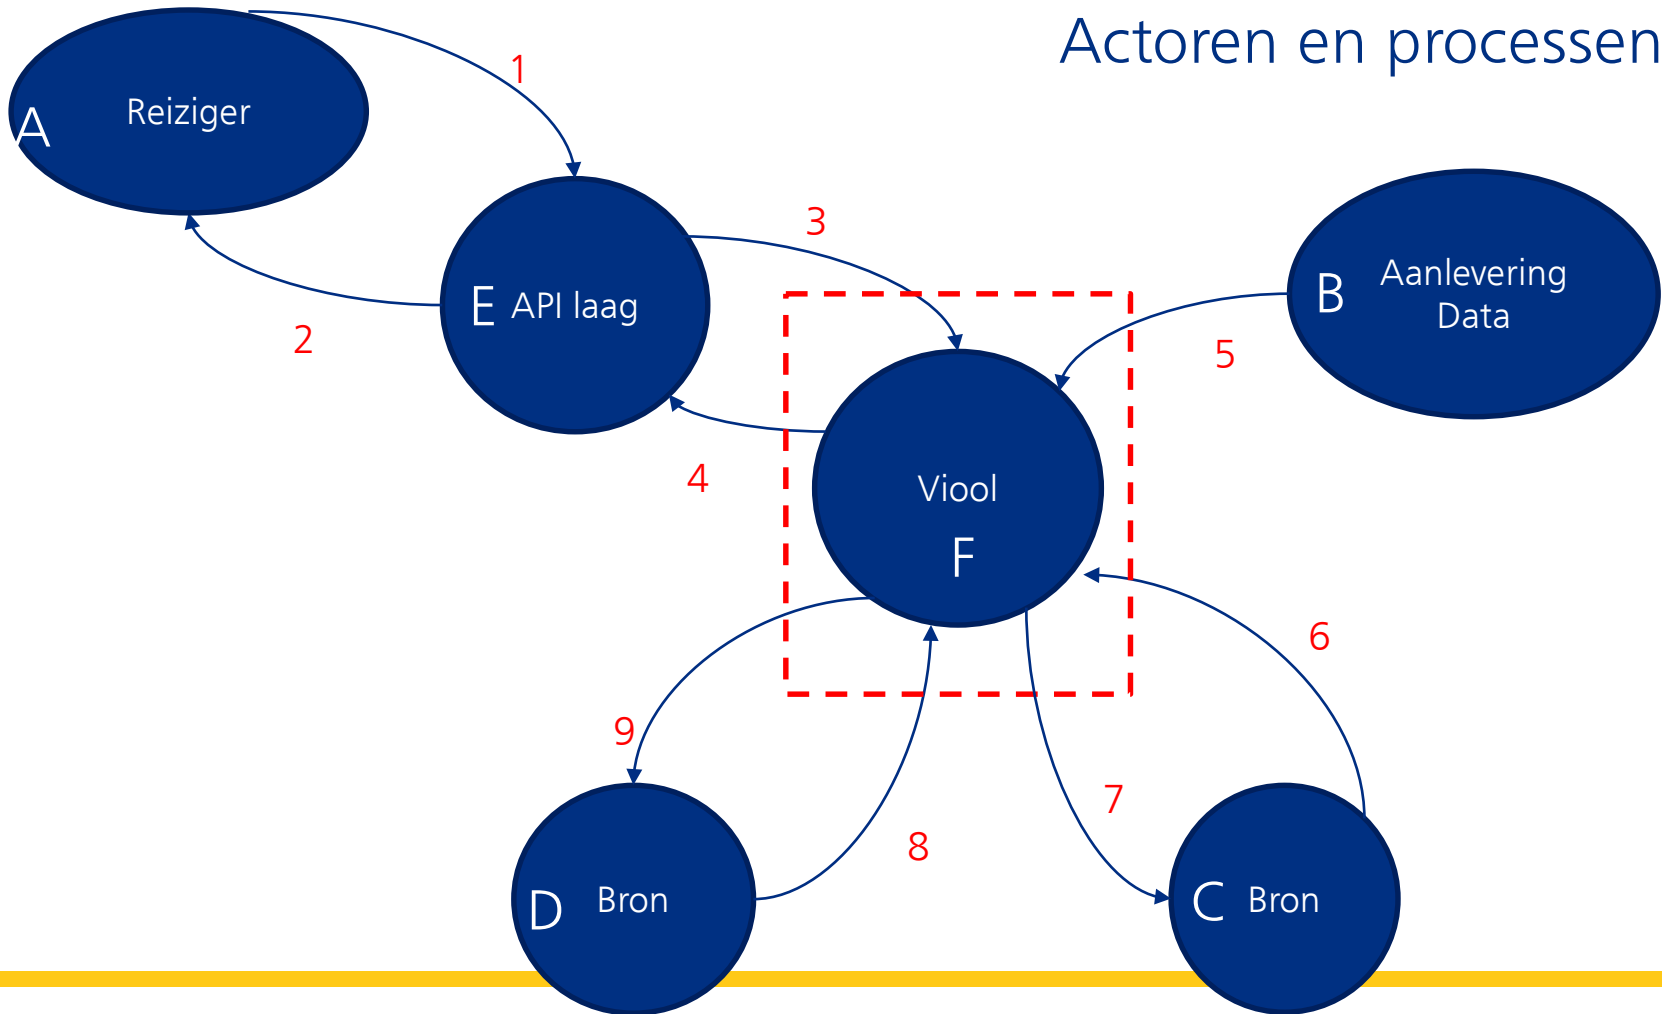 Actoren en processen
1
A
Reiziger
3
B
Aanlevering
Data
E
API laag
2
5
4
Viool
F
6
9
7
8
D
Bron
C
Bron